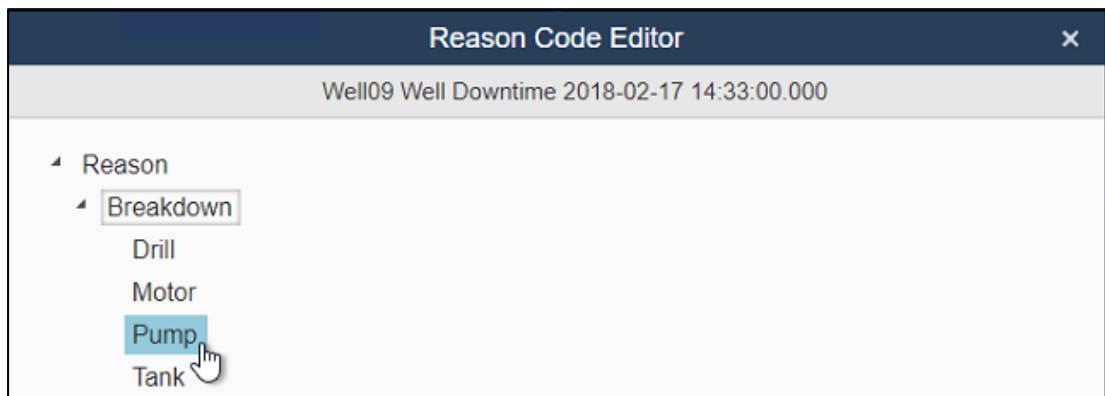 Reason Code Editor ×
Well09 Well Downtime 2018-02-17 14:33:00.000
Reason
Breakdown
Drill
Motor
Pump
Tank